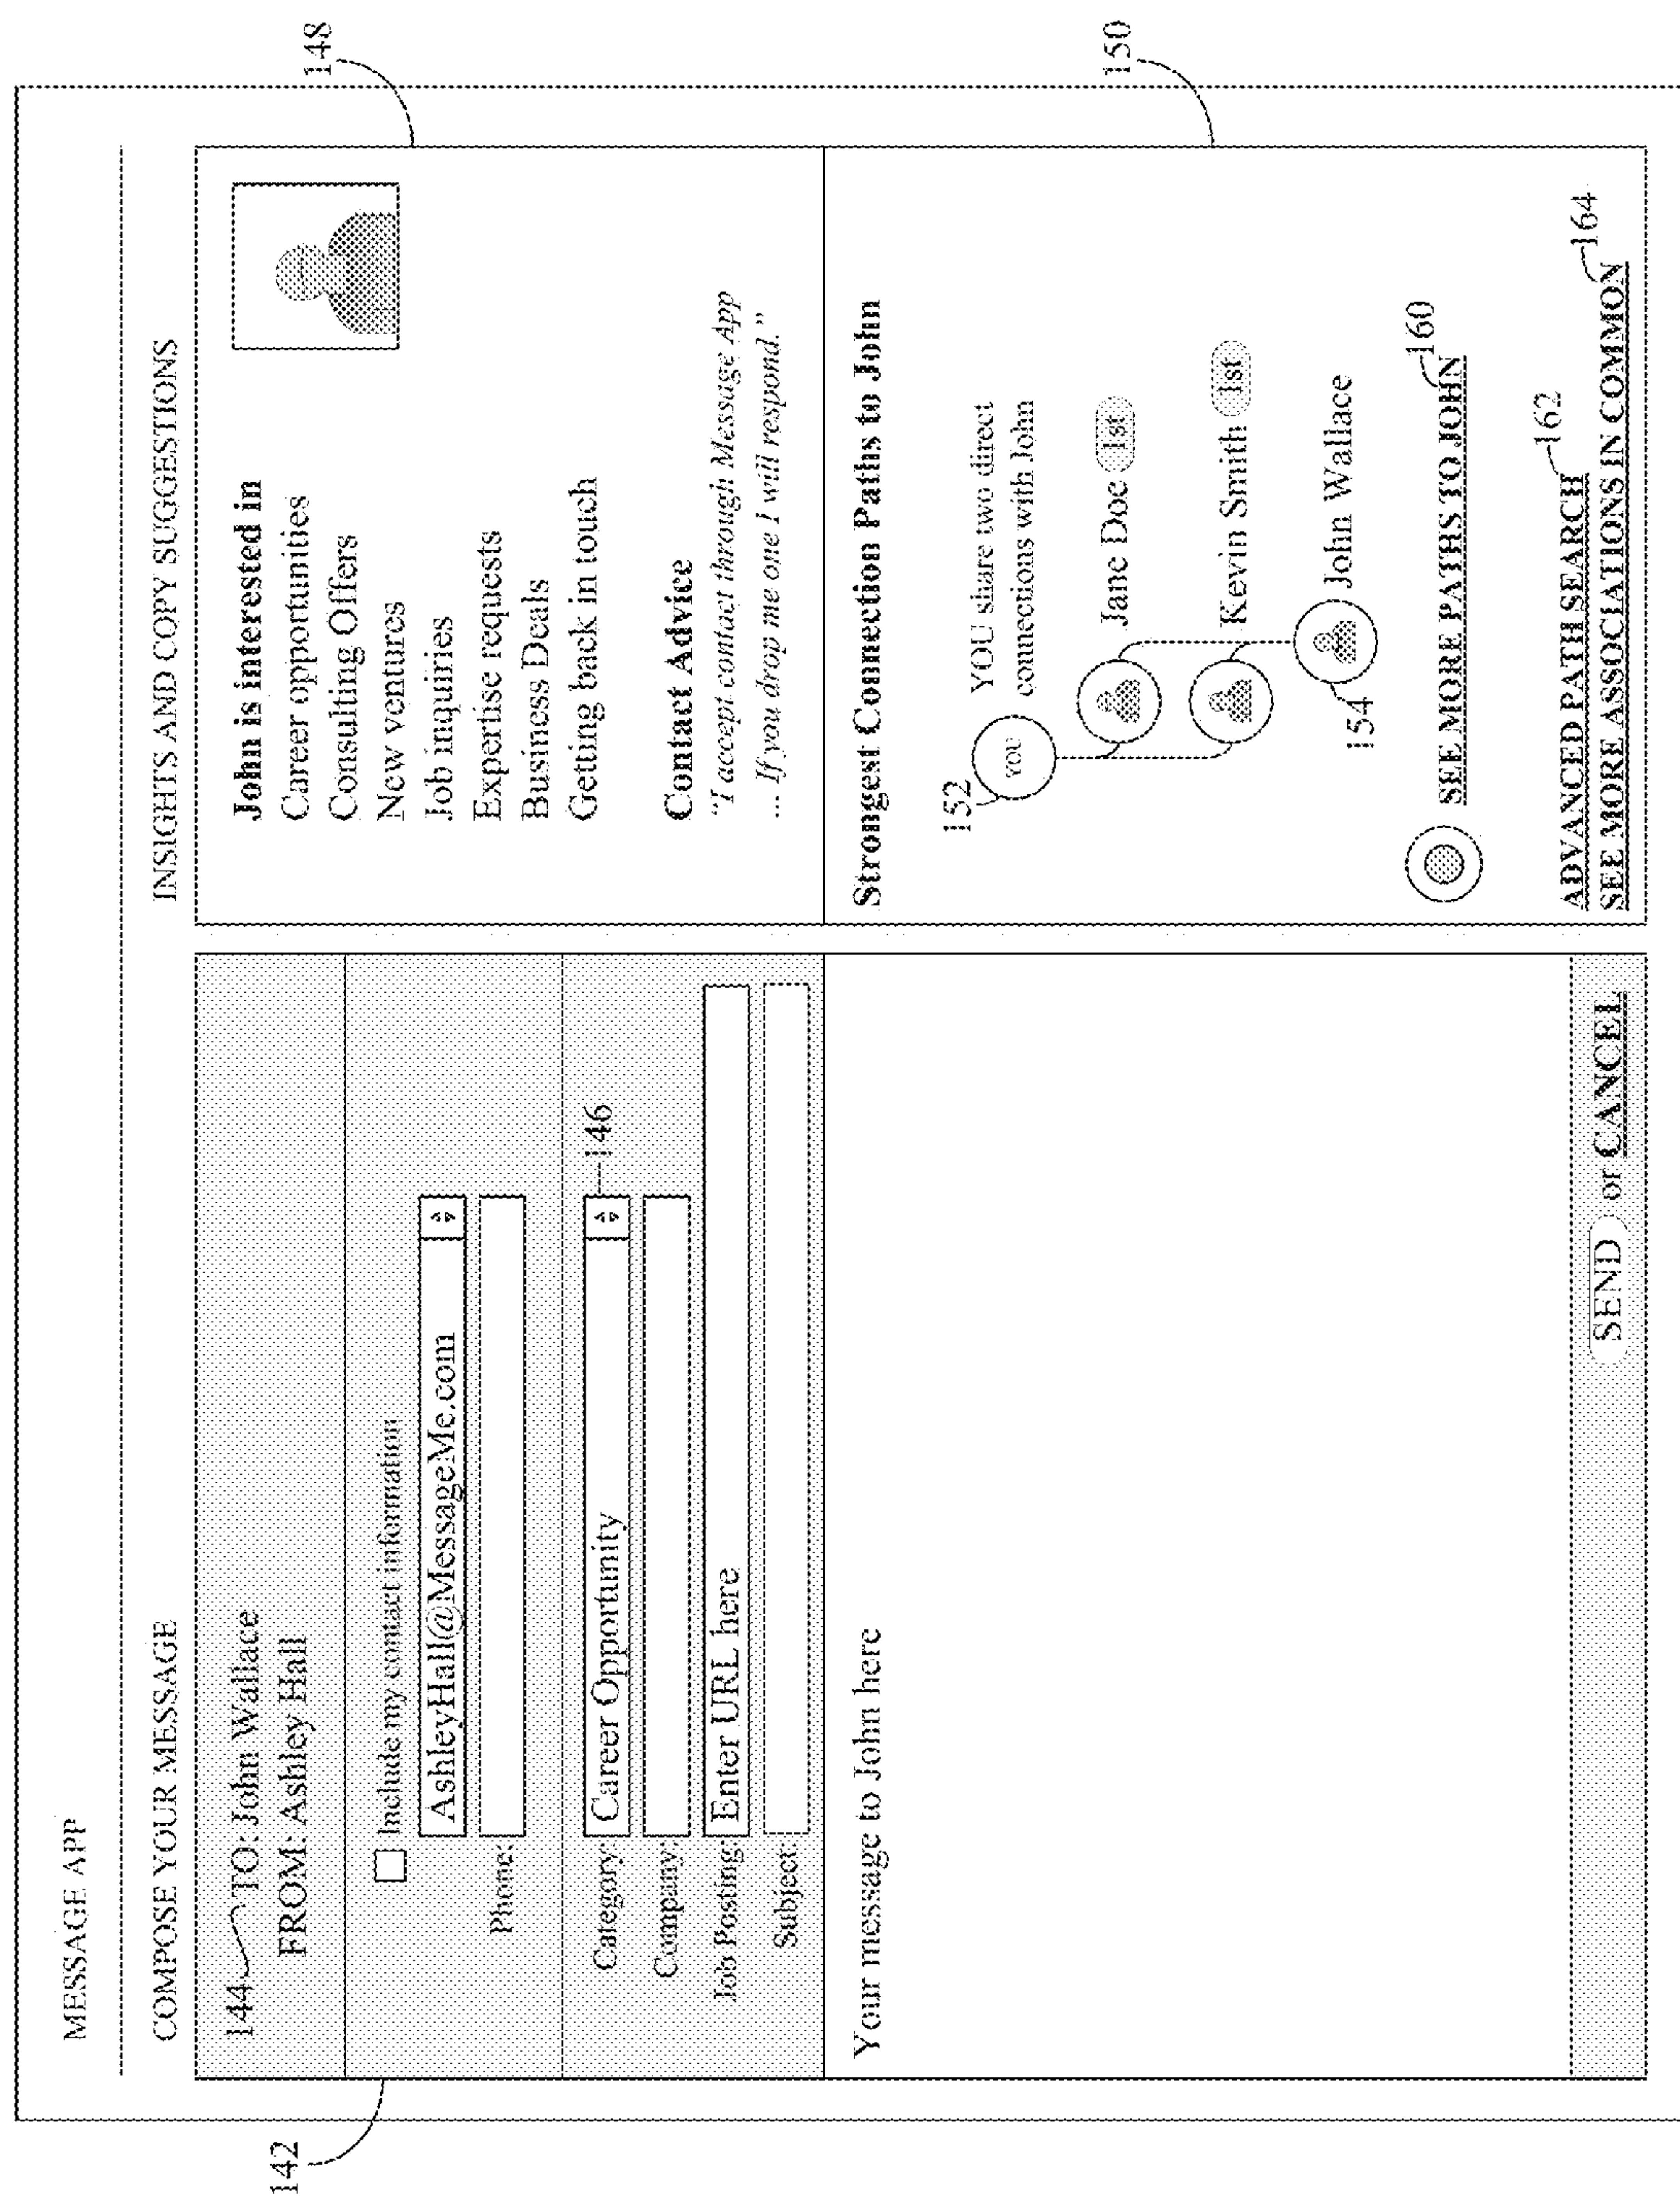 MESSAGE APP
COMPOSE YOUR MESSAGE
142
144
TO: John Wallace
FROM: Ashley Hall
Include my contact information
AshleyHall@MessageMe.com
Phone:
Category: Career Opportunity
146
Company:
Job Posting: Enter URL here
Subject:
Your message to John here
SEND or CANCEL
INSIGHTS AND COPY SUGGESTIONS
148
John is interested in
Career opportunities
Consulting Offers
New ventures
Job inquiries
Expertise requests
Business Deals
Getting back in touch
Contact Advice
"I accept contact through Message App
... If you drop me one I will respond."
150
Strongest Connection Paths to John
152
YOU
YOU share two direct
connections with John
Jane Doe 1st
Kevin Smith 1st
154
John Wallace
SEE MORE PATHS TO JOHN
160
ADVANCED PATH SEARCH
162
SEE MORE ASSOCIATIONS IN COMMON
164